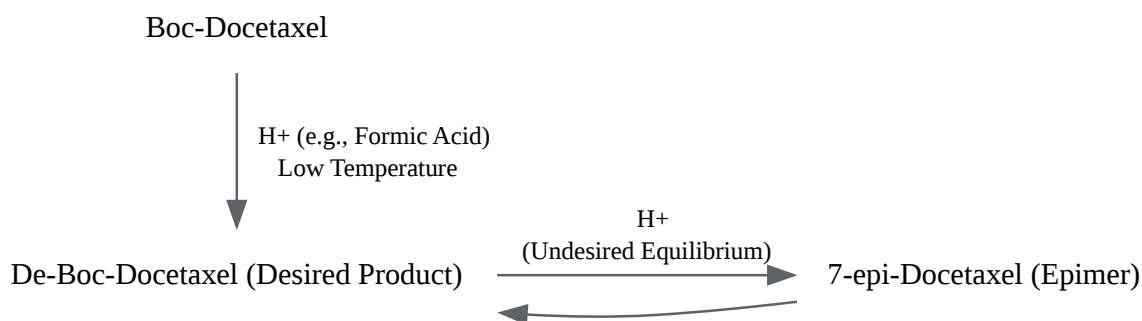 Boc-Docetaxel
H+ (e.g., Formic Acid)
Low Temperature
H+
(Undesired Equilibrium)
De-Boc-Docetaxel (Desired Product)
7-epi-Docetaxel (Epimer)